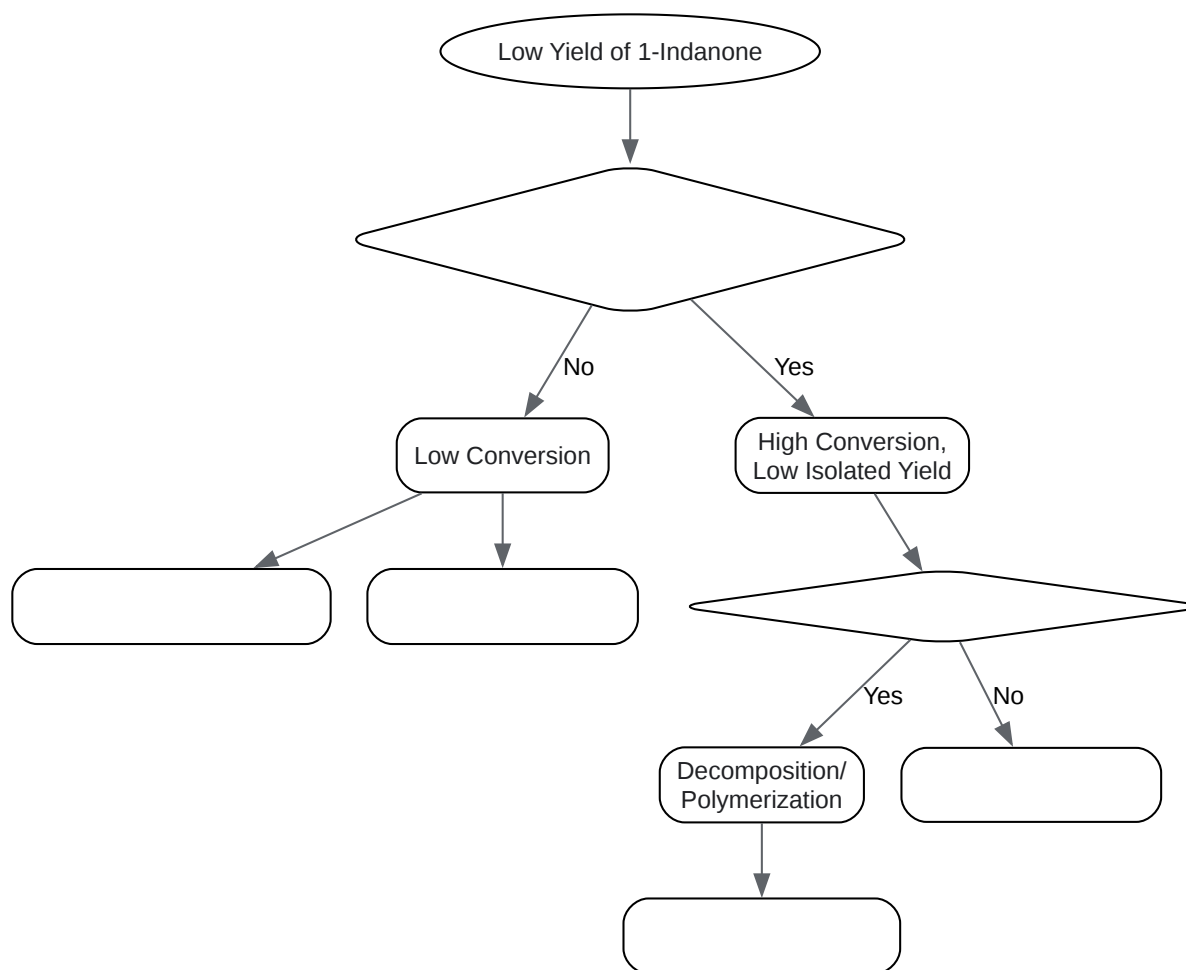 Low Yield of 1-Indanone
No
Yes
Low Conversion
High Conversion,
Low Isolated Yield
Yes
No
Decomposition/
Polymerization